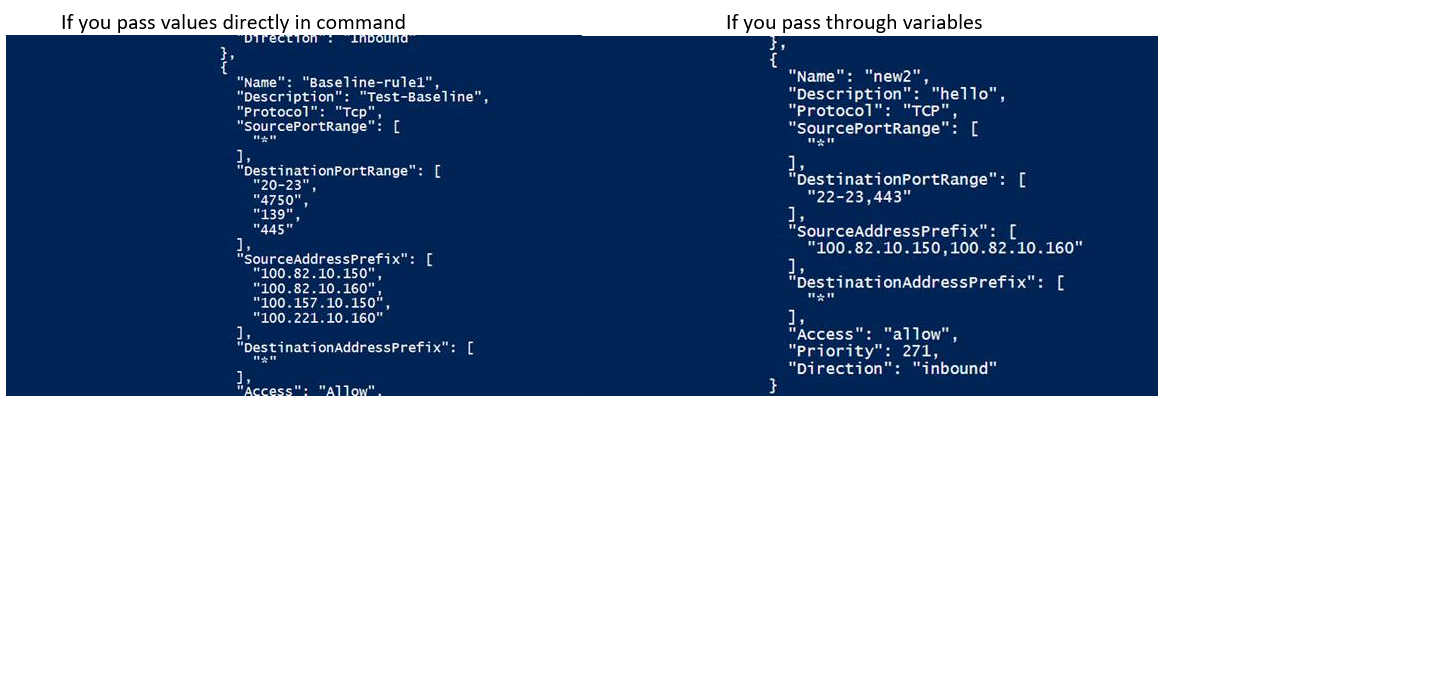 If you pass values directly in command
"Direction": "Inbound"
},
{
"Name": "Baseline-rule1",
"Description": "Test-Baseline",
"Protocol": "Tcp",
"SourcePortRange": [
"*"
],
"DestinationPortRange": [
"20-23",
"4750",
"139",
"445"
],
"SourceAddressPrefix": [
"100.82.10.150",
"100.82.10.160",
"100.157.10.150",
"100.221.10.160"
],
"DestinationAddressPrefix": [
"*"
],
"Access": "Allow",
If you pass through variables
},
{
"Name": "new2",
"Description": "hello",
"Protocol": "TCP",
"SourcePortRange": [
"*"
],
"DestinationPortRange": [
"22-23,443"
],
"SourceAddressPrefix": [
"100.82.10.150,100.82.10.160"
],
"DestinationAddressPrefix": [
"*"
],
"Access": "allow",
"Priority": 271,
"Direction": "inbound"
}